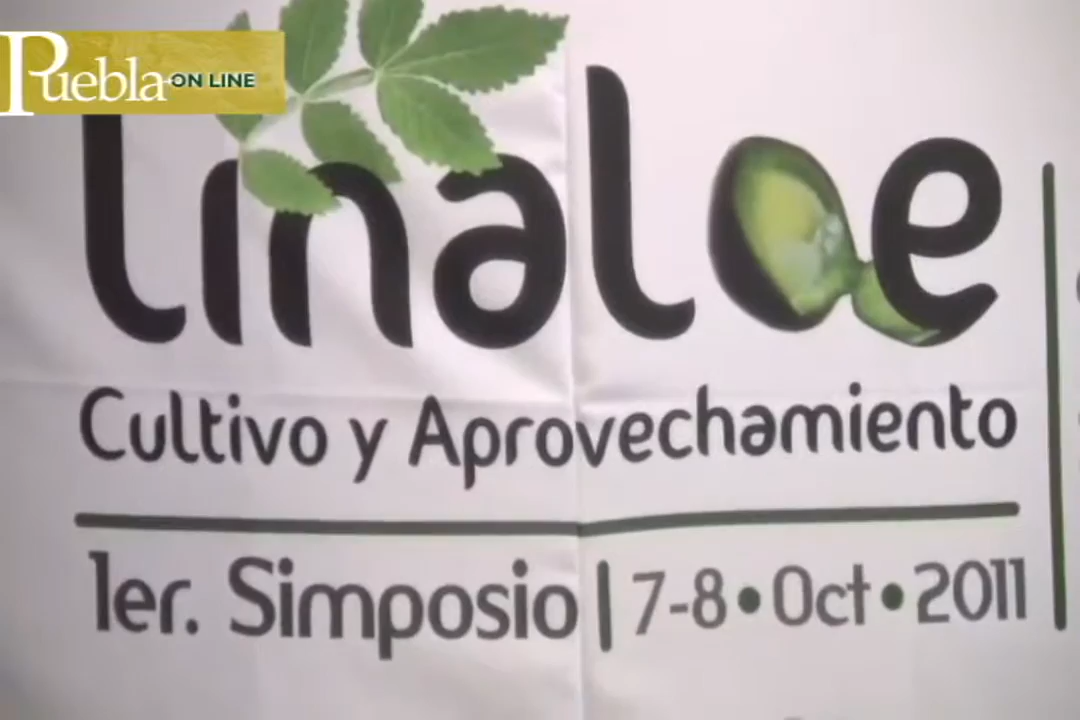 Puebla ON LINE
linaloe
Cultivo y Aprovechamiento
1er. Simposio | 7-8 • Oct • 2011